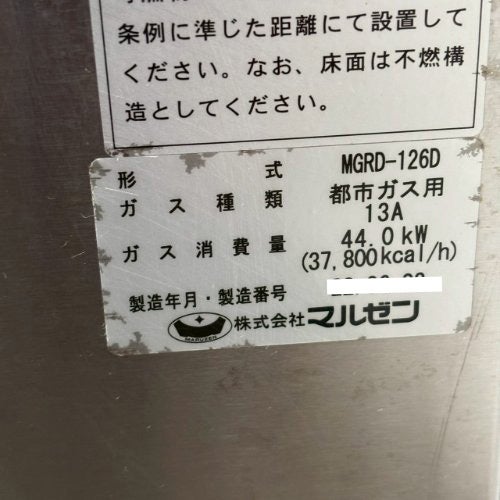 条例に準じた距離にて設置して
ください。なお、床面は不燃構
造としてください。
形式 MGRD-126D
ガス種類 都市ガス用
13A
ガス消費量 44.0kW
(37,800kcal/h)
製造年月・製造番号
MARUZEN 株式会社マルゼン